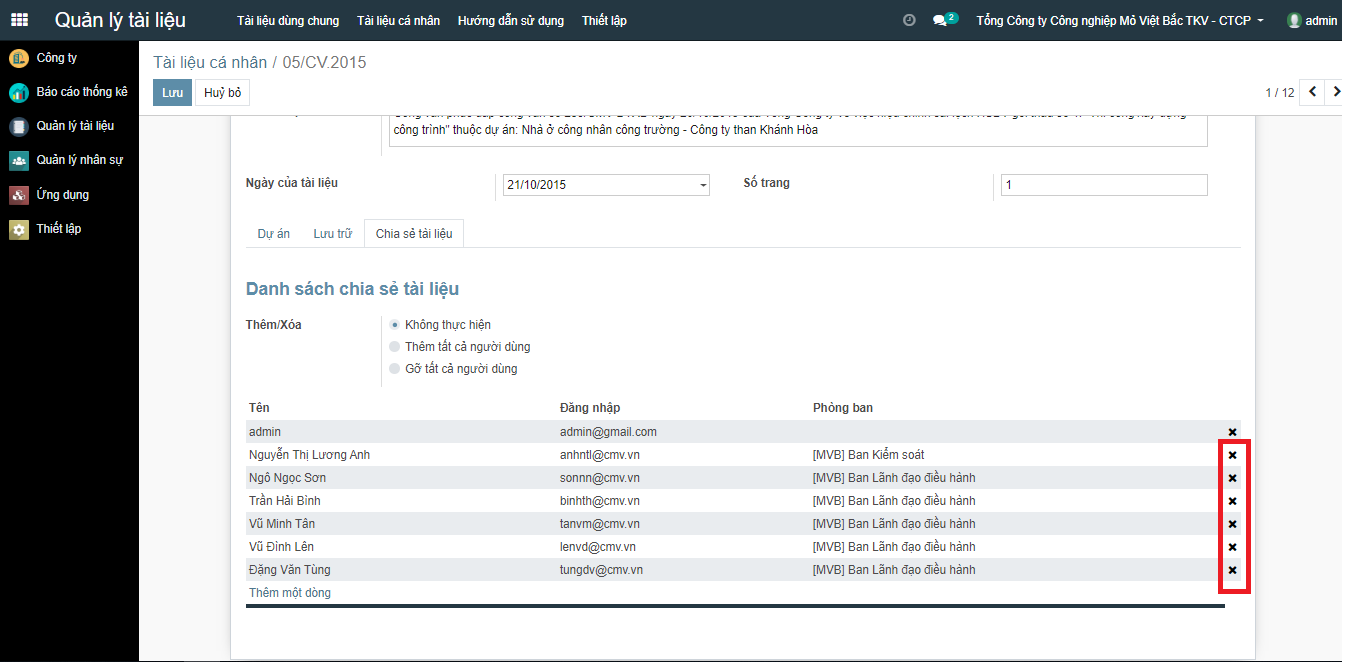 Quản lý tài liệu
Tài liệu dùng chung Tài liệu cá nhân Hướng dẫn sử dụng Thiết lập
2 Tổng Công ty Công nghiệp Mỏ Việt Bắc TKV - CTCP admin
Công ty
Báo cáo thống kê
Quản lý tài liệu
Quản lý nhân sự
Ứng dụng
Thiết lập
Tài liệu cá nhân / 05/CV.2015
Lưu Huỷ bỏ
1 / 12
công trình" thuộc dự án: Nhà ở công nhân công trường - Công ty than Khánh Hòa
Ngày của tài liệu 21/10/2015 Số trang 1
Dự án Lưu trữ Chia sẻ tài liệu
Danh sách chia sẻ tài liệu
Thêm/Xóa Không thực hiện
Thêm tất cả người dùng
Gỡ tất cả người dùng
Tên Đăng nhập Phòng ban
admin admin@gmail.com
Nguyễn Thị Lương Anh anhntl@cmv.vn [MVB] Ban Kiểm soát
Ngô Ngọc Sơn sonnn@cmv.vn [MVB] Ban Lãnh đạo điều hành
Trần Hải Bình binhth@cmv.vn [MVB] Ban Lãnh đạo điều hành
Vũ Minh Tân tanvm@cmv.vn [MVB] Ban Lãnh đạo điều hành
Vũ Đình Lên lenvd@cmv.vn [MVB] Ban Lãnh đạo điều hành
Đặng Văn Tùng tungdv@cmv.vn [MVB] Ban Lãnh đạo điều hành
Thêm một dòng